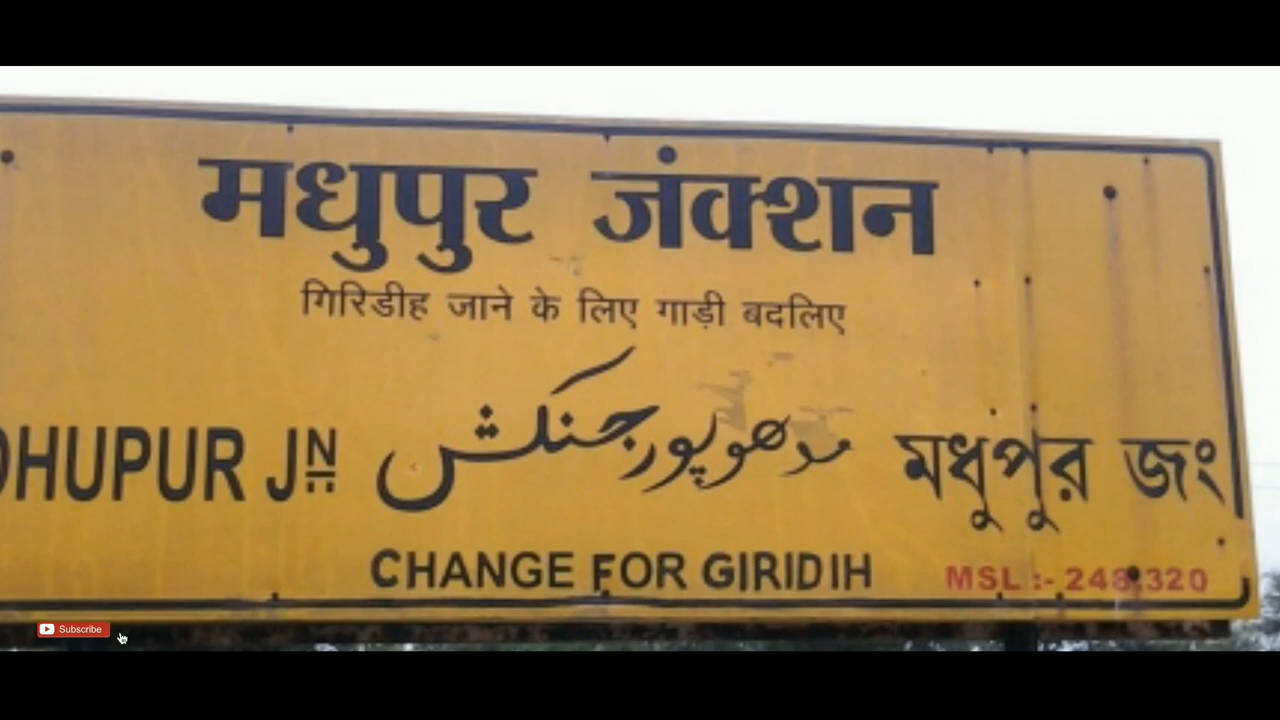 मधुपुर जंक्शन
गिरिडीह जाने के लिए गाड़ी बदलिए
DHUPUR JN مدھوپور جنکشن মধুপুর জং
CHANGE FOR GIRIDIH
MSL :- 248.320
Subscribe